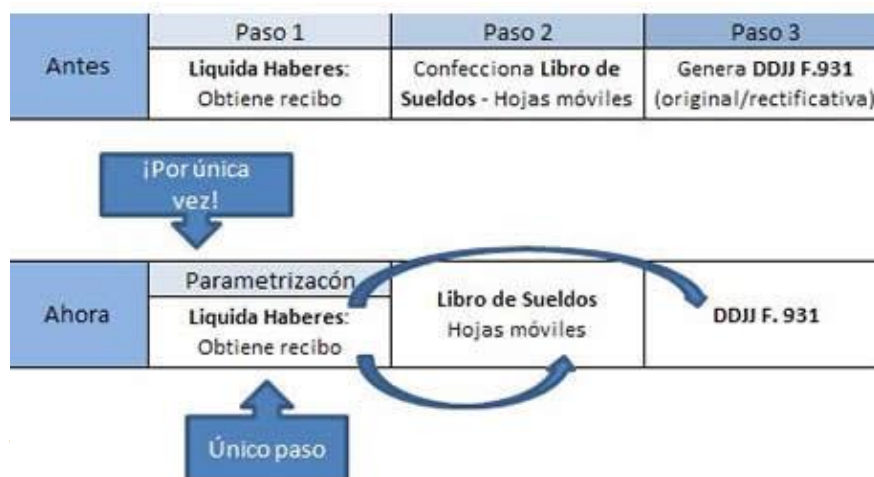 Antes
Paso 1
Paso 2
Paso 3
Liquida Haberes:
Obtiene recibo
Confecciona Libro de
Sueldos - Hojas móviles
Genera DDJJ F.931
(original/rectificativa)
¡Por única
vez!
Ahora
Parametrizacón
Liquida Haberes:
Obtiene recibo
Libro de Sueldos
Hojas móviles
DDJJ F. 931
Único paso